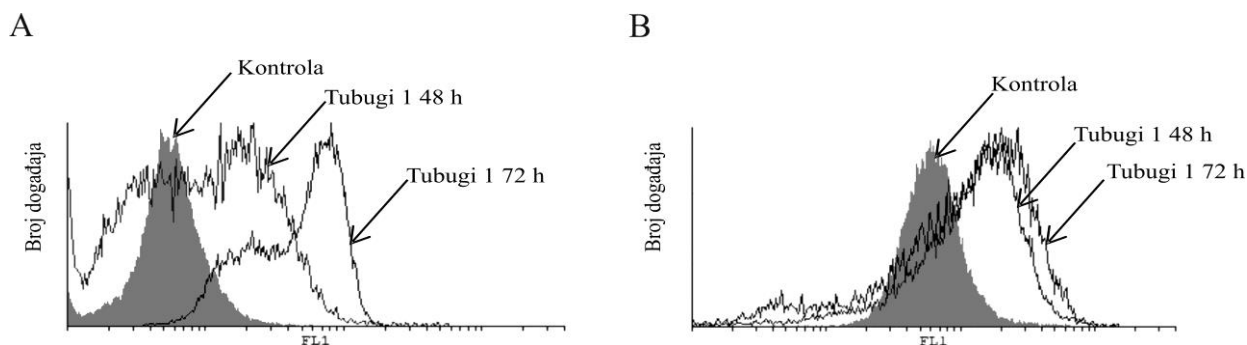 A
Kontrola
Tubugi 1 48 h
Tubugi 1 72 h
Broj događaja
FL1
B
Kontrola
Tubugi 1 48 h
Tubugi 1 72 h
Broj događaja
FL1